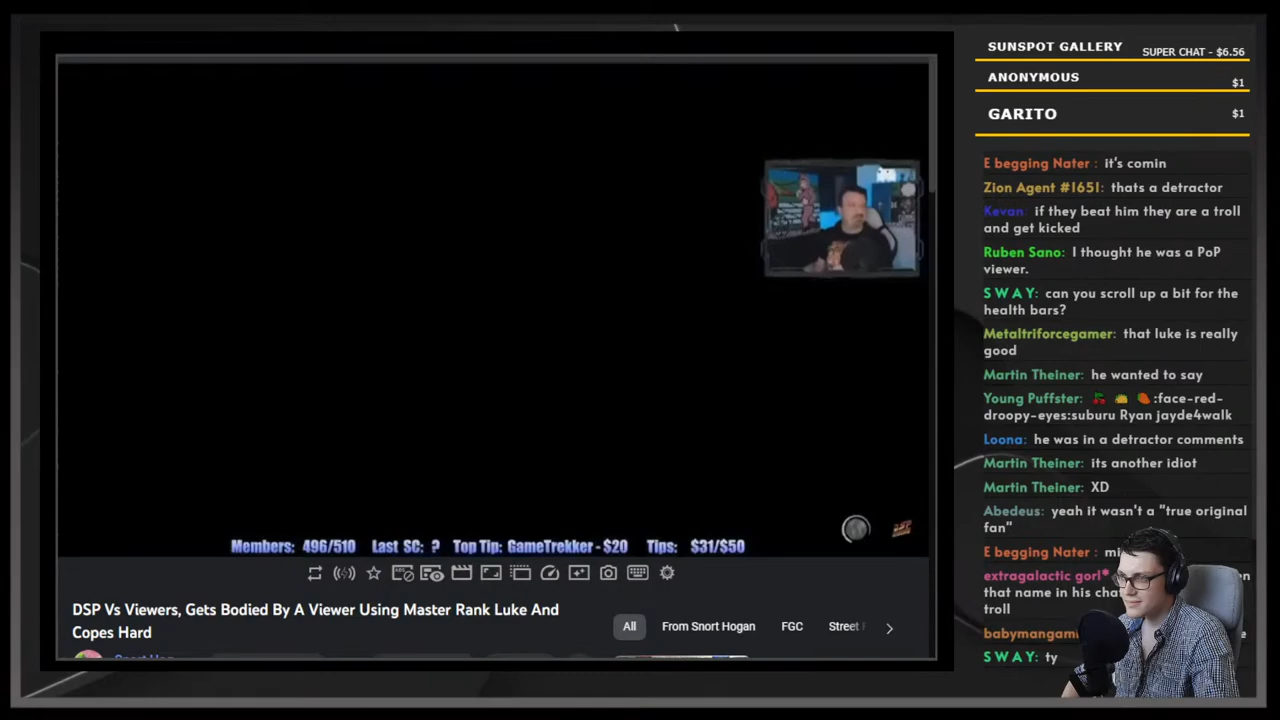 SUNSPOT GALLERY
SUPER CHAT - $6.56
ANONYMOUS
$1
GARITO
$1
E begging Nater : it's comin
Zion Agent #1651: thats a detractor
Kevan: if they beat him they are a troll
and get kicked
Ruben Sano: I thought he was a PoP
viewer.
S W A Y: can you scroll up a bit for the
health bars?
Metaltriforcegamer: that luke is really
good
Martin Theiner: he wanted to say
Young Puffster: :face-red-
droopy-eyes:suburu Ryan jayde4walk
Loona: he was in a detractor comments
Martin Theiner: its another idiot
Martin Theiner: XD
Abedeus: yeah it wasn't a "true original
fan"
E begging Nater :
extragalactic gorl*
that name in his
troll
S W A Y: ty
Members: 496/510 Last SC: ? Top Tip: GameTrekker - $20 Tips: $31/$50
DSP Vs Viewers, Gets Bodied By A Viewer Using Master Rank Luke And
Copes Hard
All
From Snort Hogan
FGC
Street